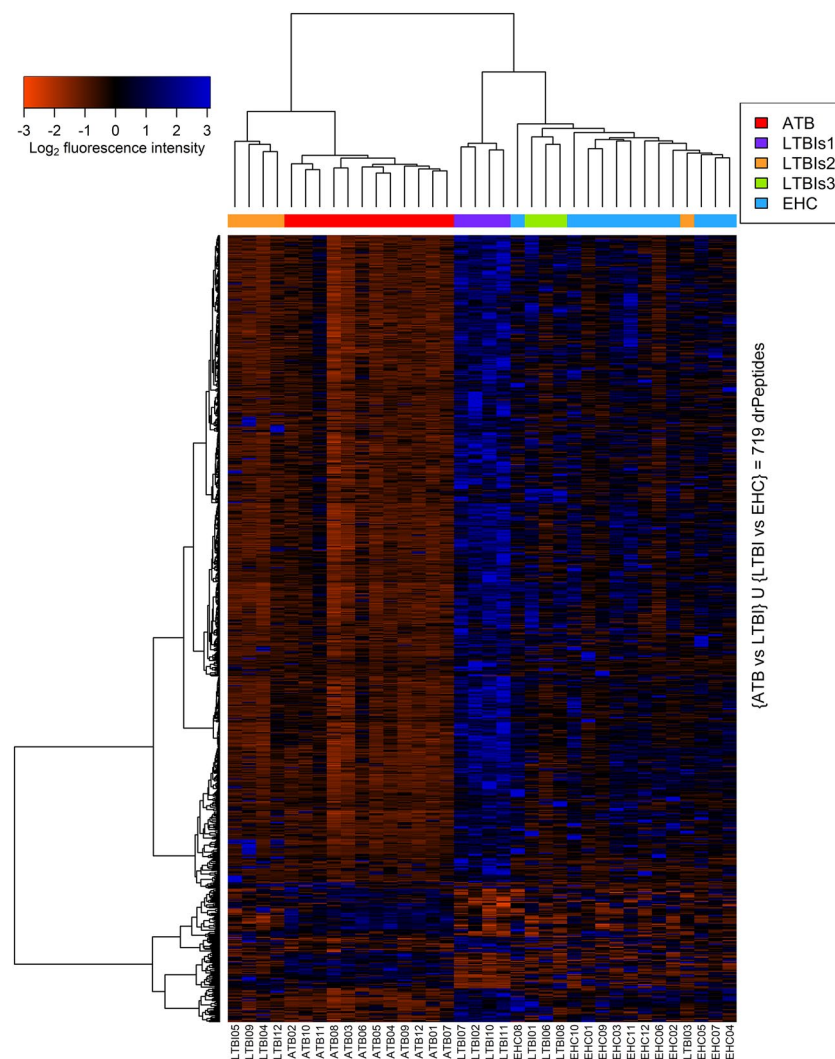 -3 -2 -1 0 1 2 3
Log2 fluorescence intensity
ATB
LTBIs1
LTBIs2
LTBIs3
EHC
{ATB vs LTBI} U {LTBI vs EHC} = 719 drPeptides
LTBI05
LTBI09
LTBI04
LTBI12
ATB02
ATB10
ATB11
ATB08
ATB03
ATB06
ATB05
ATB04
ATB09
ATB12
ATB01
ATB07
LTBI07
LTBI02
LTBI10
LTBI11
EHC08
LTBI01
LTBI06
LTBI08
EHC10
EHC01
EHC09
EHC03
EHC11
EHC12
EHC06
EHC02
LTBI03
EHC05
EHC07
EHC04